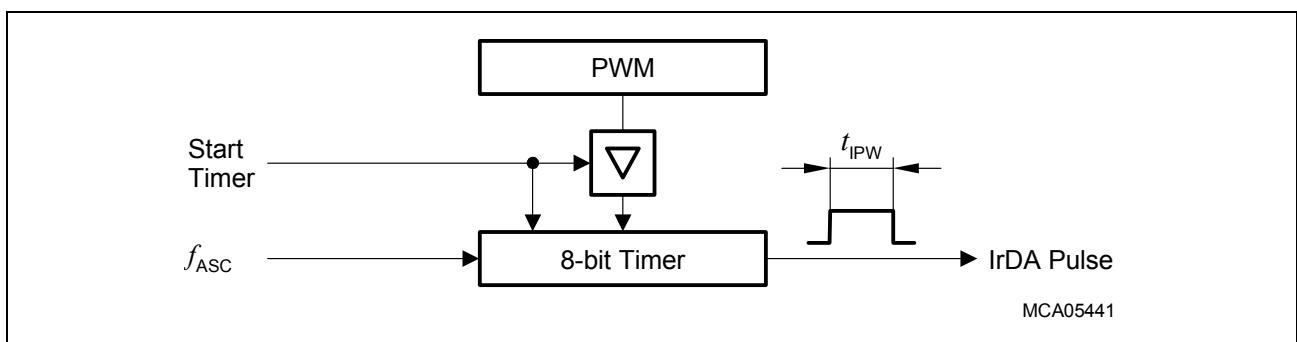 PWM
Start
Timer
t_IPW
f_ASC
8-bit Timer
IrDA Pulse
MCA05441